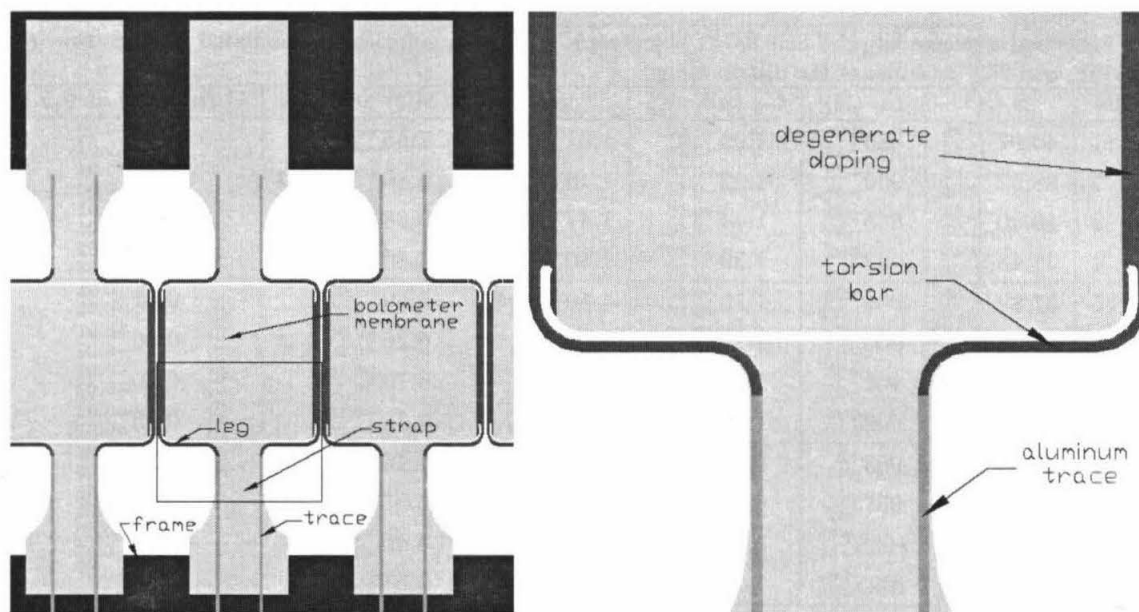 bolometer
membrane
leg
strap
frame
trace
degenerate
doping
torsion
bar
aluminum
trace